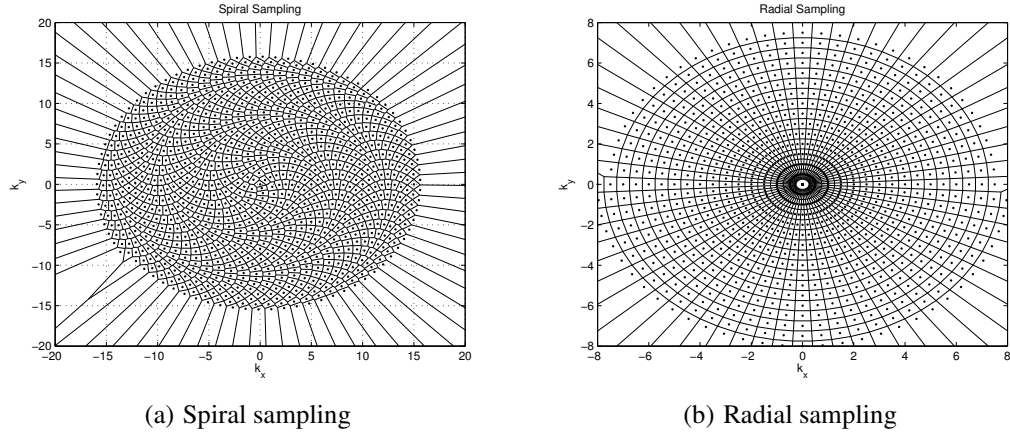 Spiral Sampling
20
15
10
5
0
−5
−10
−15
−20
k_y
−20 −15 −10 −5 0 5 10 15 20
k_x
(a) Spiral sampling
Radial Sampling
8
6
4
2
0
−2
−4
−6
−8
k_y
−8 −6 −4 −2 0 2 4 6 8
k_x
(b) Radial sampling